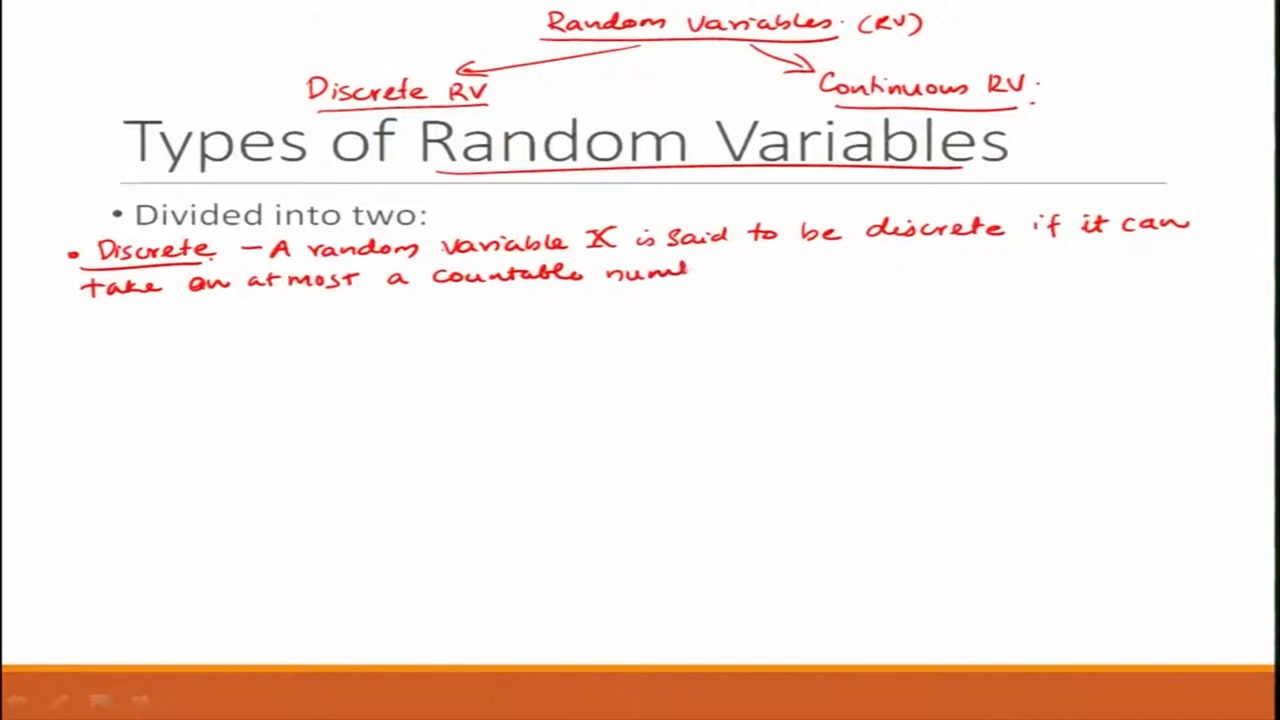 Random Variables. (RV)
Discrete RV
Continuous RV:
Types of Random Variables
• Divided into two:
• Discrete – A random variable X is said to be discrete if it can
take on atmost a countable num